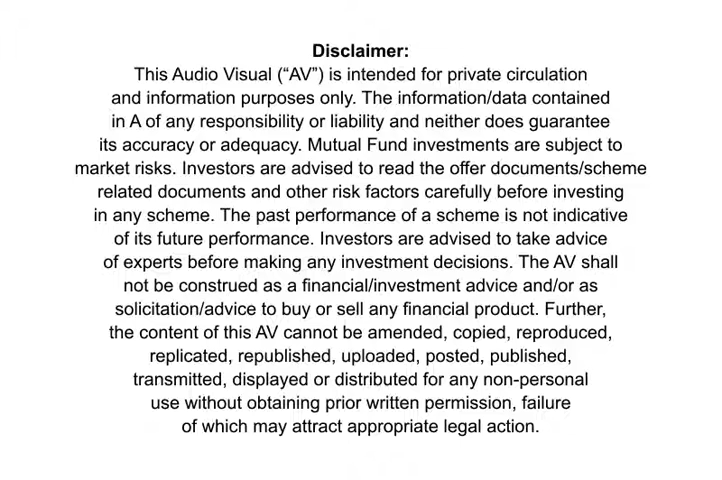 Disclaimer:
This Audio Visual (“AV”) is intended for private circulation
and information purposes only. The information/data contained
in A of any responsibility or liability and neither does guarantee
its accuracy or adequacy. Mutual Fund investments are subject to
market risks. Investors are advised to read the offer documents/scheme
related documents and other risk factors carefully before investing
in any scheme. The past performance of a scheme is not indicative
of its future performance. Investors are advised to take advice
of experts before making any investment decisions. The AV shall
not be construed as a financial/investment advice and/or as
solicitation/advice to buy or sell any financial product. Further,
the content of this AV cannot be amended, copied, reproduced,
replicated, republished, uploaded, posted, published,
transmitted, displayed or distributed for any non-personal
use without obtaining prior written permission, failure
of which may attract appropriate legal action.